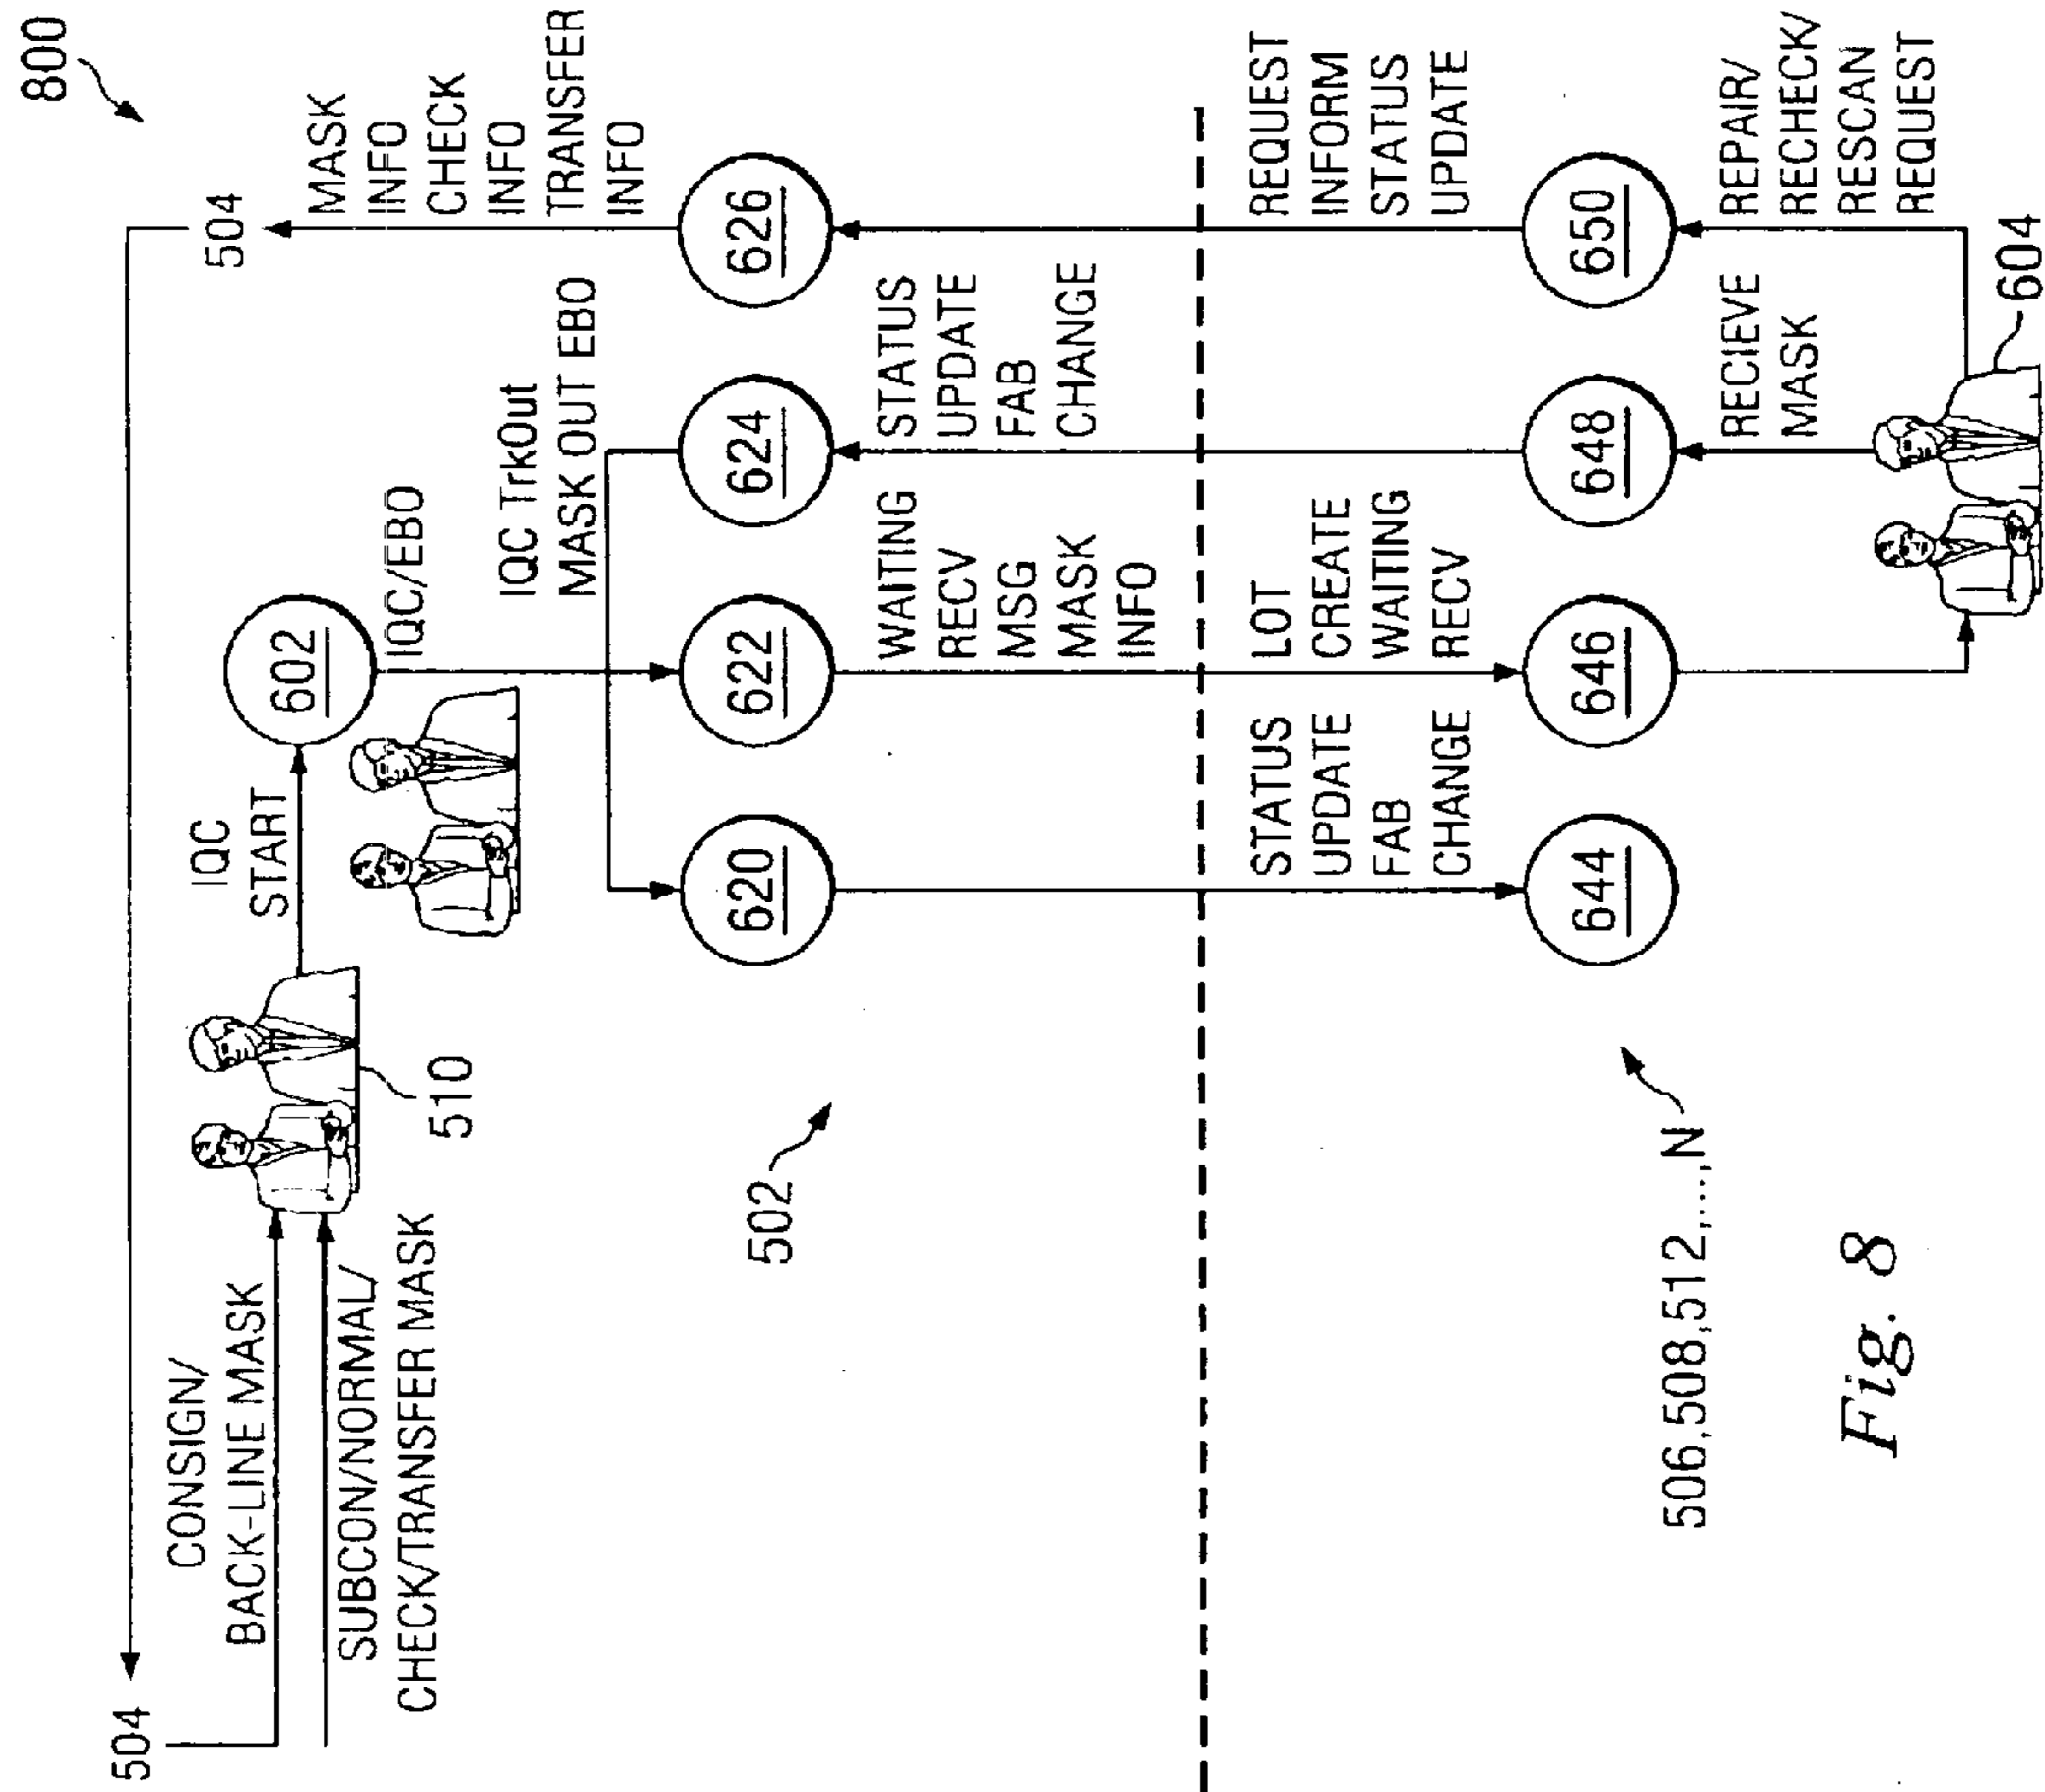 800
504
504
MASK
INFO
CHECK
INFO
TRANSFER
INFO
CONSIGN/
BACK-LINE MASK
SUBCON/NORMAL/
CHECK/TRANSFER MASK
510
IQC
START
602
IQC/EBO
IQC TrkOut
MASK OUT EBO
502
620
622
624
626
WAITING
RECV
MSG
MASK
INFO
STATUS
UPDATE
FAB
CHANGE
STATUS
UPDATE
FAB
CHANGE
LOT
CREATE
WAITING
RECV
REQUEST
INFORM
STATUS
UPDATE
506,508,512,...,N
644
646
648
650
RECIEVE
MASK
REPAIR/
RECHECK/
RESCAN
REQUEST
604
Fig. 8